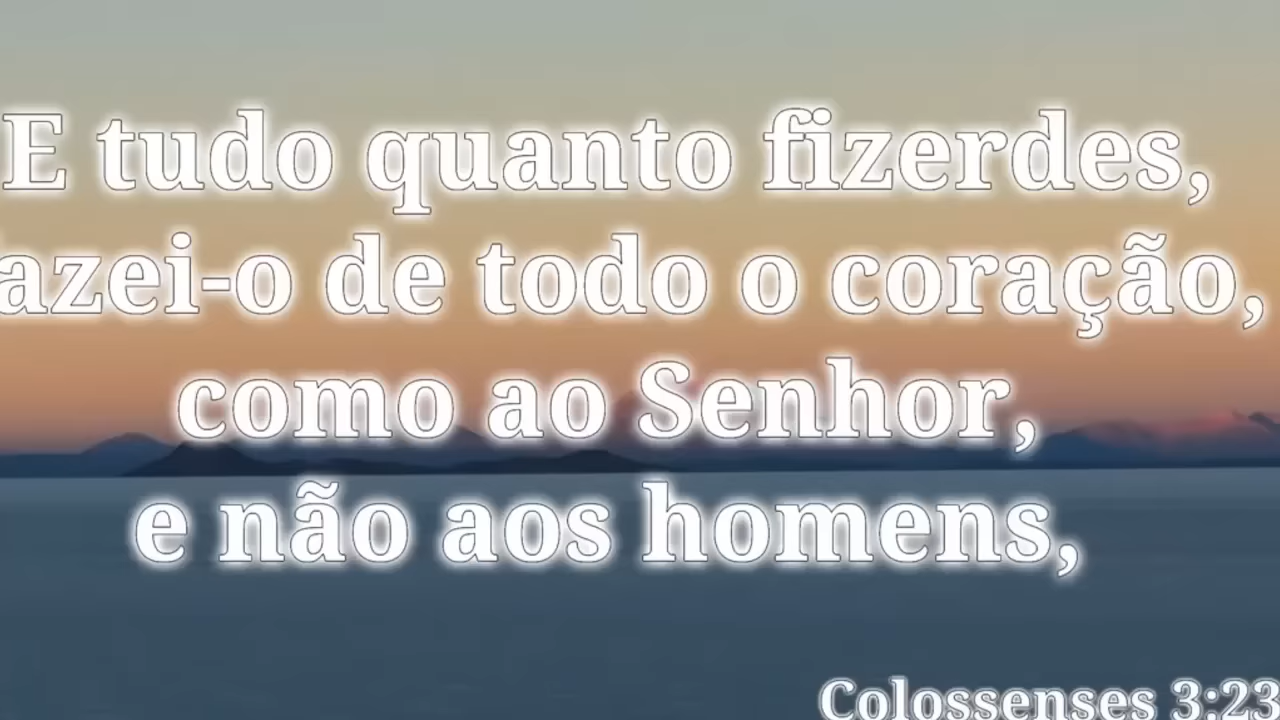 E tudo quanto fizerdes,
azei-o de todo o coração,
como ao Senhor,
e não aos homens,
Colossenses 3:23